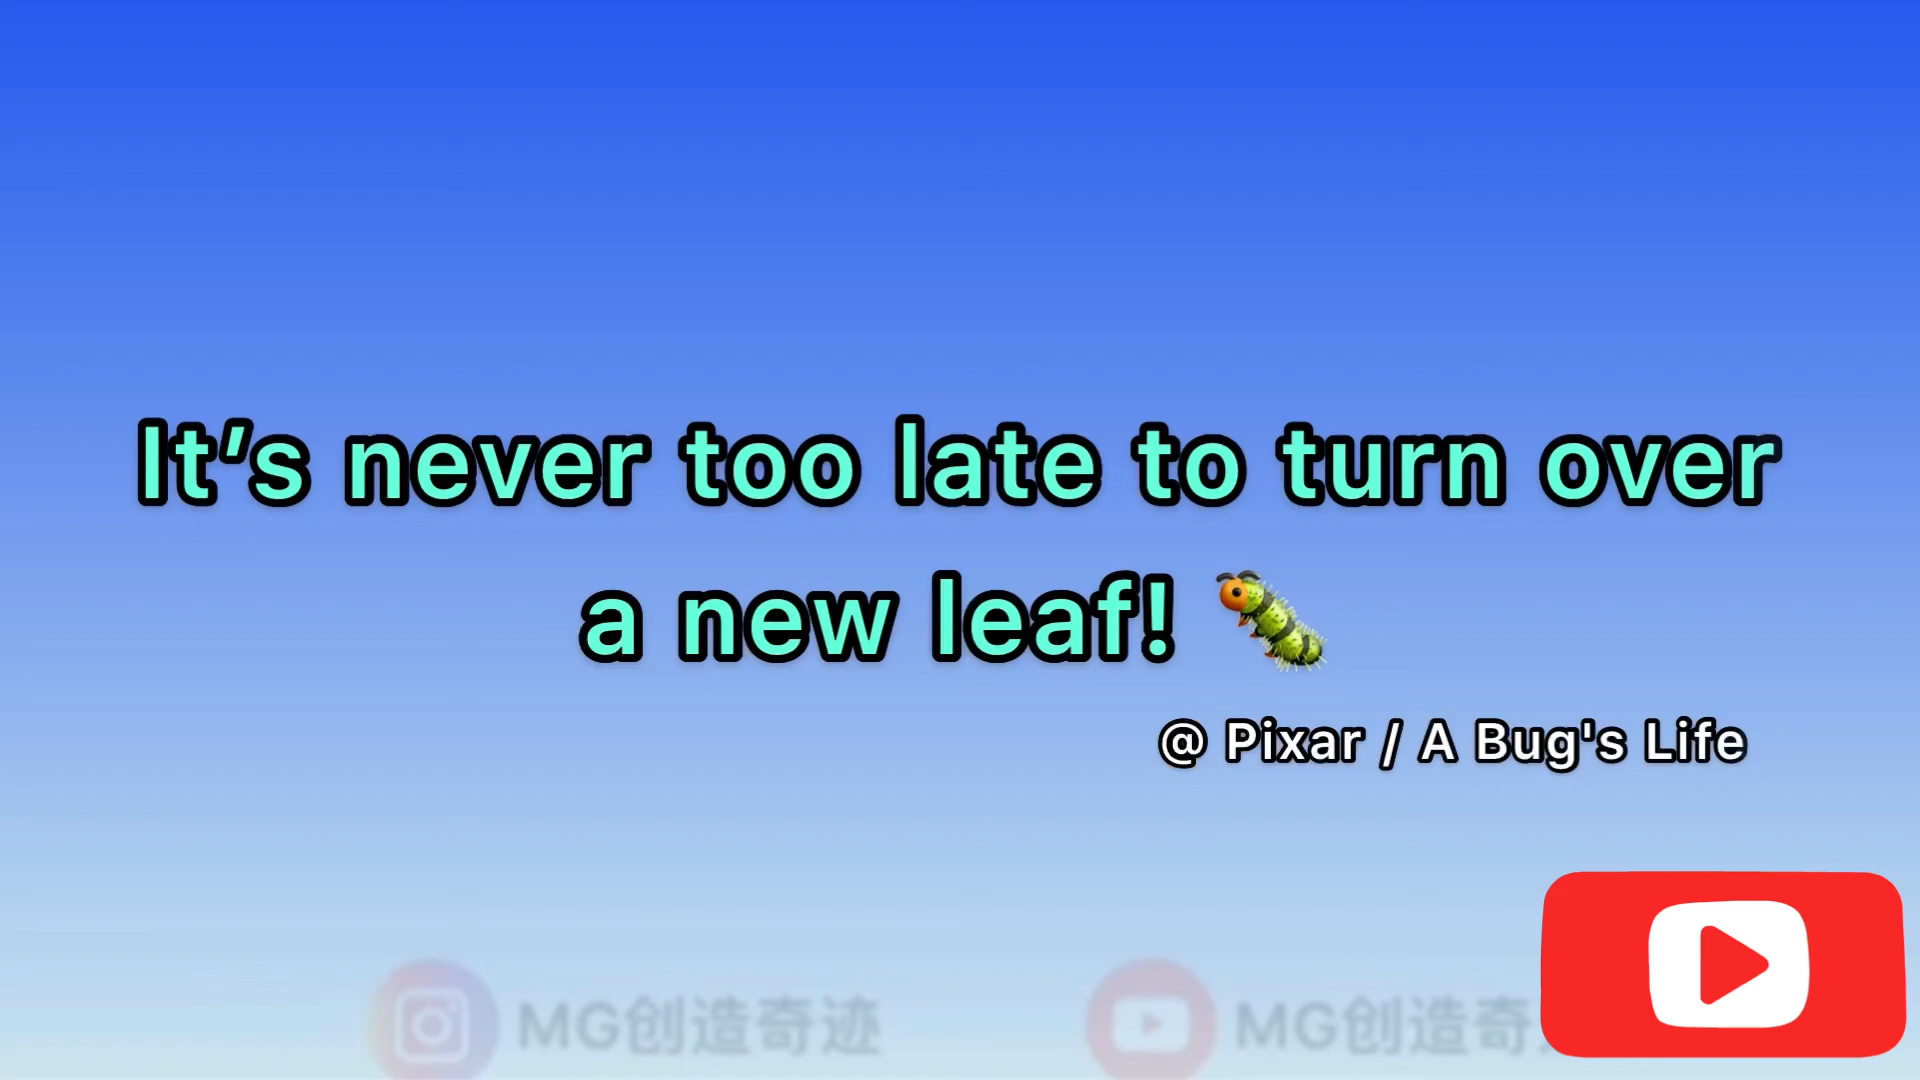 It’s never too late to turn over
a new leaf! 🐛
@ Pixar / A Bug's Life
MG创造奇迹
MG创造奇